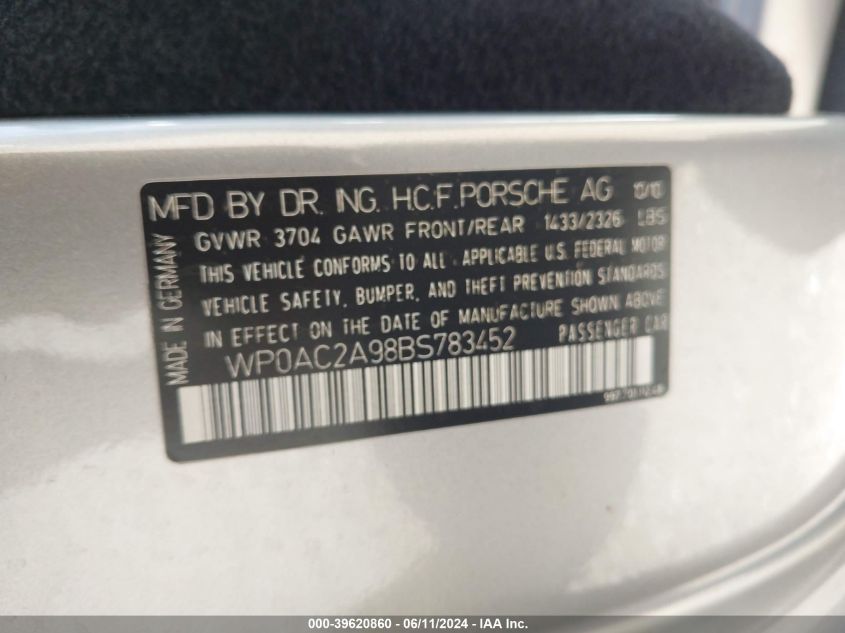 MFD BY DR. ING. H.C.F. PORSCHE AG 10/10
GVWR 3704 GAWR FRONT/REAR 1433/2326 LBS
THIS VEHICLE CONFORMS TO ALL APPLICABLE U.S. FEDERAL MOTOR
VEHICLE SAFETY, BUMPER, AND THEFT PREVENTION STANDARDS
IN EFFECT ON THE DATE OF MANUFACTURE SHOWN ABOVE
WP0AC2A98BS783452 PASSENGER CAR
MADE IN GERMANY
000-39620860 - 06/11/2024 - IAA Inc.